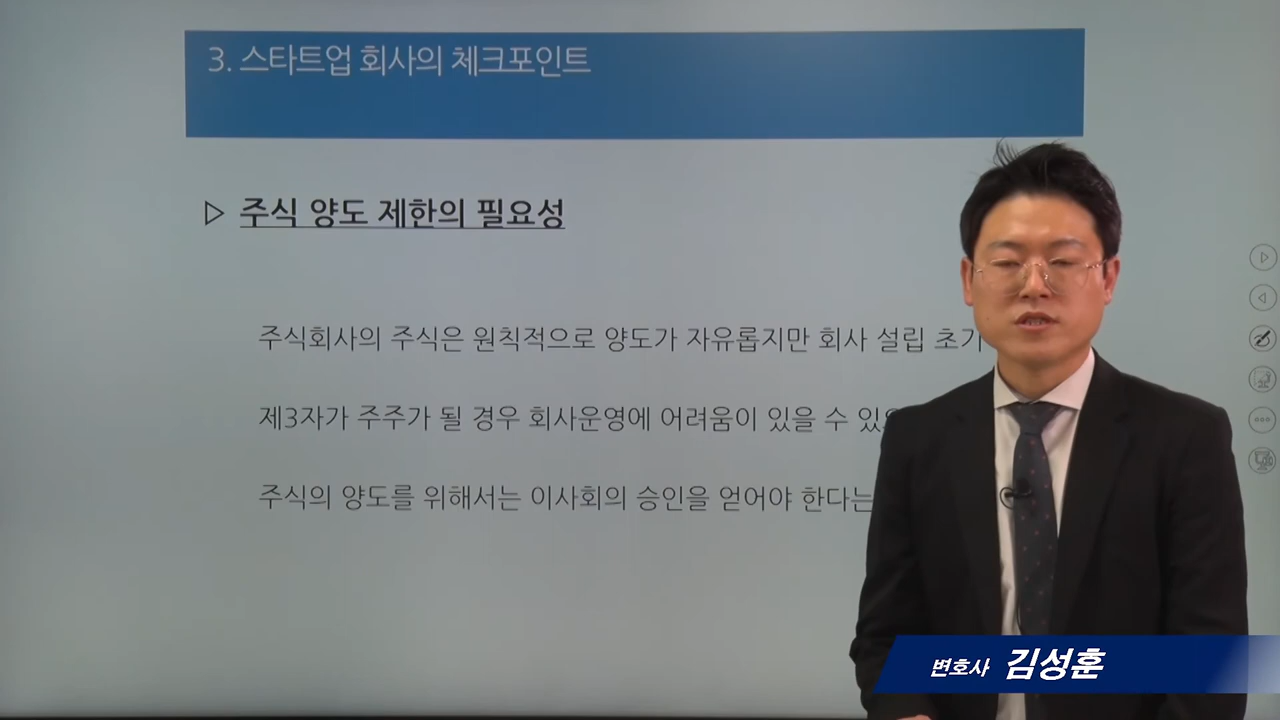 3. 스타트업 회사의 체크포인트
▷ 주식 양도 제한의 필요성
주식회사의 주식은 원칙적으로 양도가 자유롭지만 회사 설립 초기
제3자가 주주가 될 경우 회사운영에 어려움이 있을 수
주식의 양도를 위해서는 이사회의 승인을 얻어야 한다는
변호사 김성훈